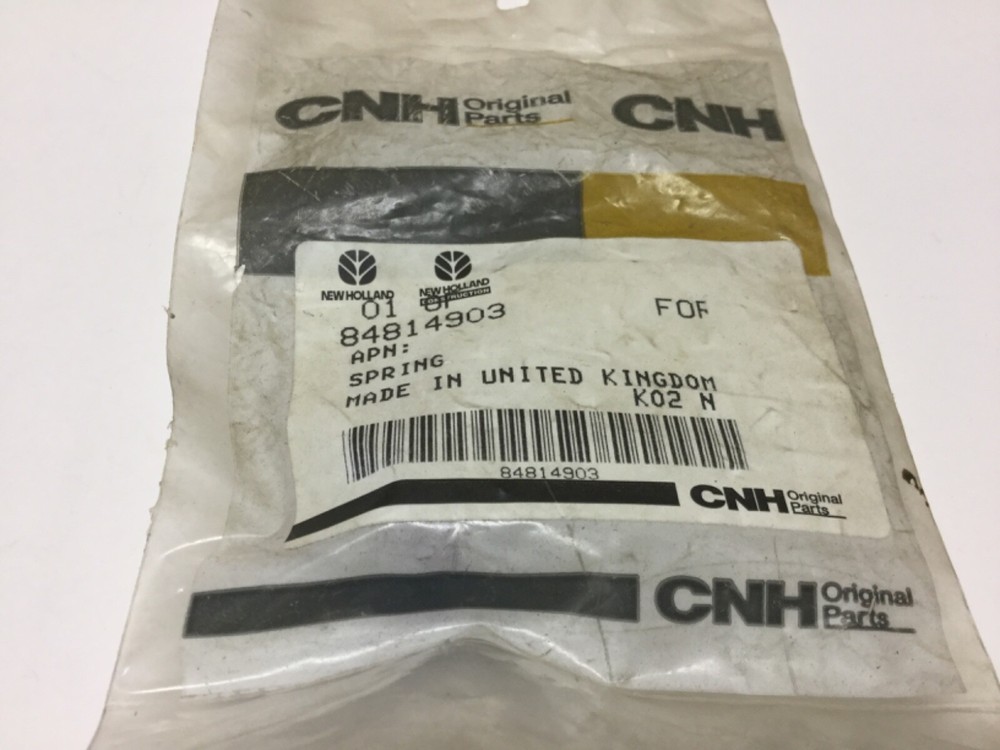 CNH Original Parts CNH
NEW HOLLAND NEW HOLLAND
CONSTRUCTION
01 FOR
84814903
APN:
SPRING
MADE IN UNITED KINGDOM
K02 N
84814903
CNH Original Parts
CNH Original Parts